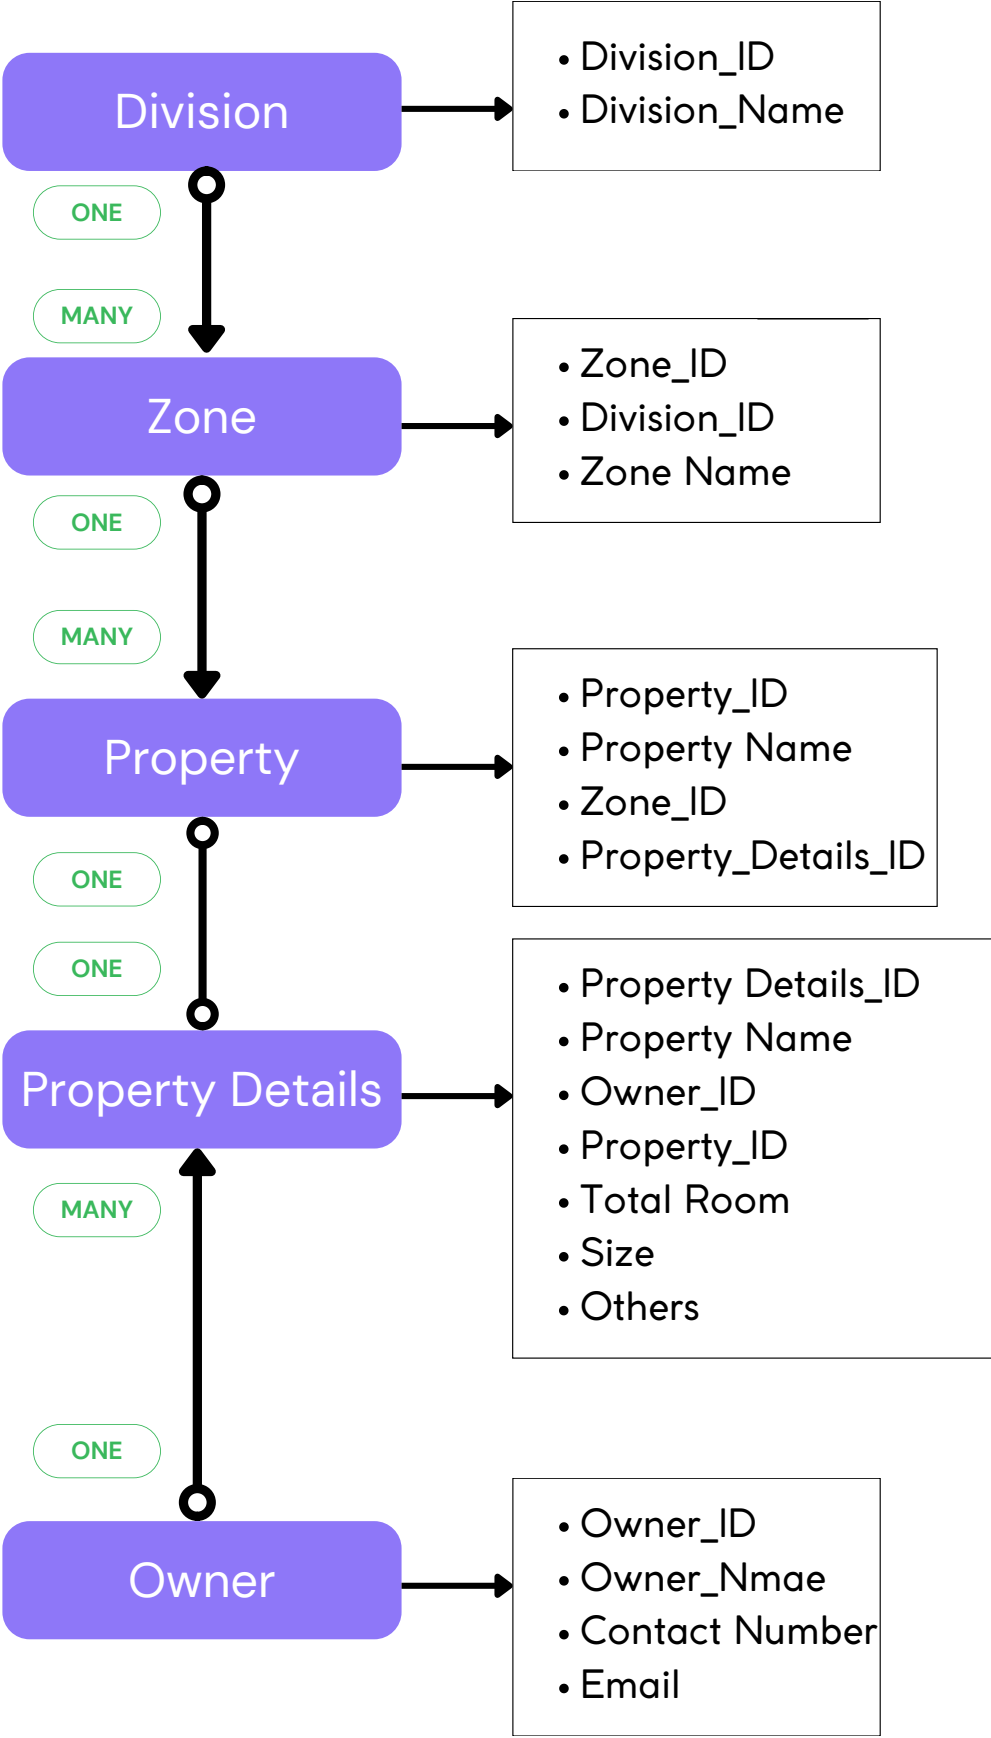 Division
• Division_ID
• Division_Name
ONE
MANY
Zone
• Zone_ID
• Division_ID
• Zone Name
ONE
MANY
Property
• Property_ID
• Property Name
• Zone_ID
• Property_Details_ID
ONE
ONE
Property Details
• Property Details_ID
• Property Name
• Owner_ID
• Property_ID
• Total Room
• Size
• Others
MANY
ONE
Owner
• Owner_ID
• Owner_Nmae
• Contact Number
• Email